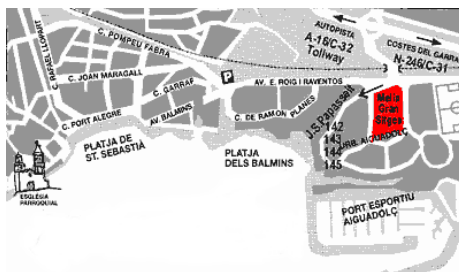 AUTOPISTA
A-16/C-32
Tollway
COSTES DEL GARRAF
N-246/C-31
C. RAFAEL LLOPART
C. POMPEU FABRA
C. JOAN MARAGALL
C. GARRAF
P
AV. E. ROIG I RAVENTOS
C. PORT ALEGRE
AV. BALMINS
C. DE RAMON PLANES
J.S.Papassait
Melia
Gran
Sitges
142
143
144
145
URB. AIGUADOLÇ
PLATJA DE
ST. SEBASTIÀ
PLATJA
DELS BALMINS
ESGLÉSIA
PARROQUIAL
PORT ESPORTIU
AIGUADOLÇ